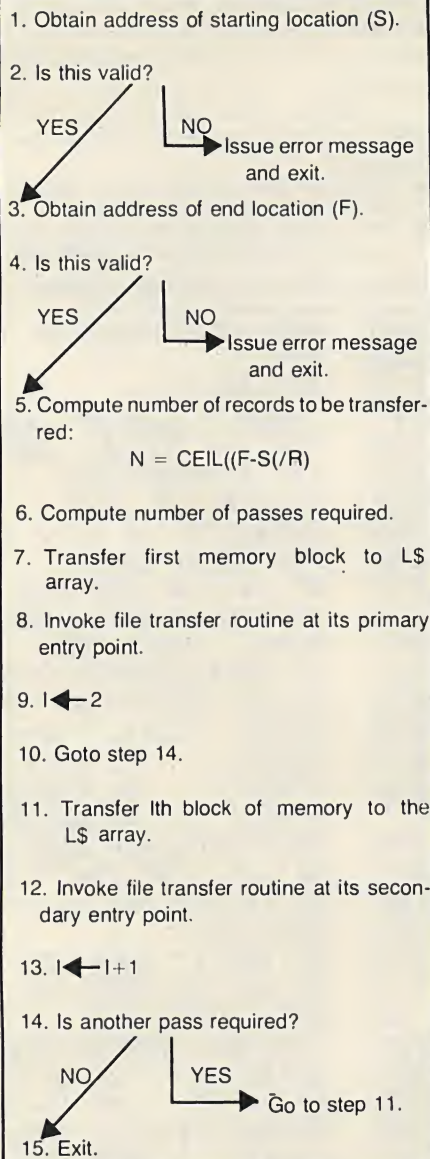 1. Obtain address of starting location (S).
2. Is this valid?
YES
NO
Issue error message
and exit.
3. Obtain address of end location (F).
4. Is this valid?
YES
NO
Issue error message
and exit.
5. Compute number of records to be transfer-
red:
N = CEIL((F-S(/R)
6. Compute number of passes required.
7. Transfer first memory block to L$
array.
8. Invoke file transfer routine at its primary
entry point.
9. I←2
10. Goto step 14.
11. Transfer Ith block of memory to the
L$ array.
12. Invoke file transfer routine at its secon-
dary entry point.
13. I←I+1
14. Is another pass required?
NO
YES
Go to step 11.
15. Exit.